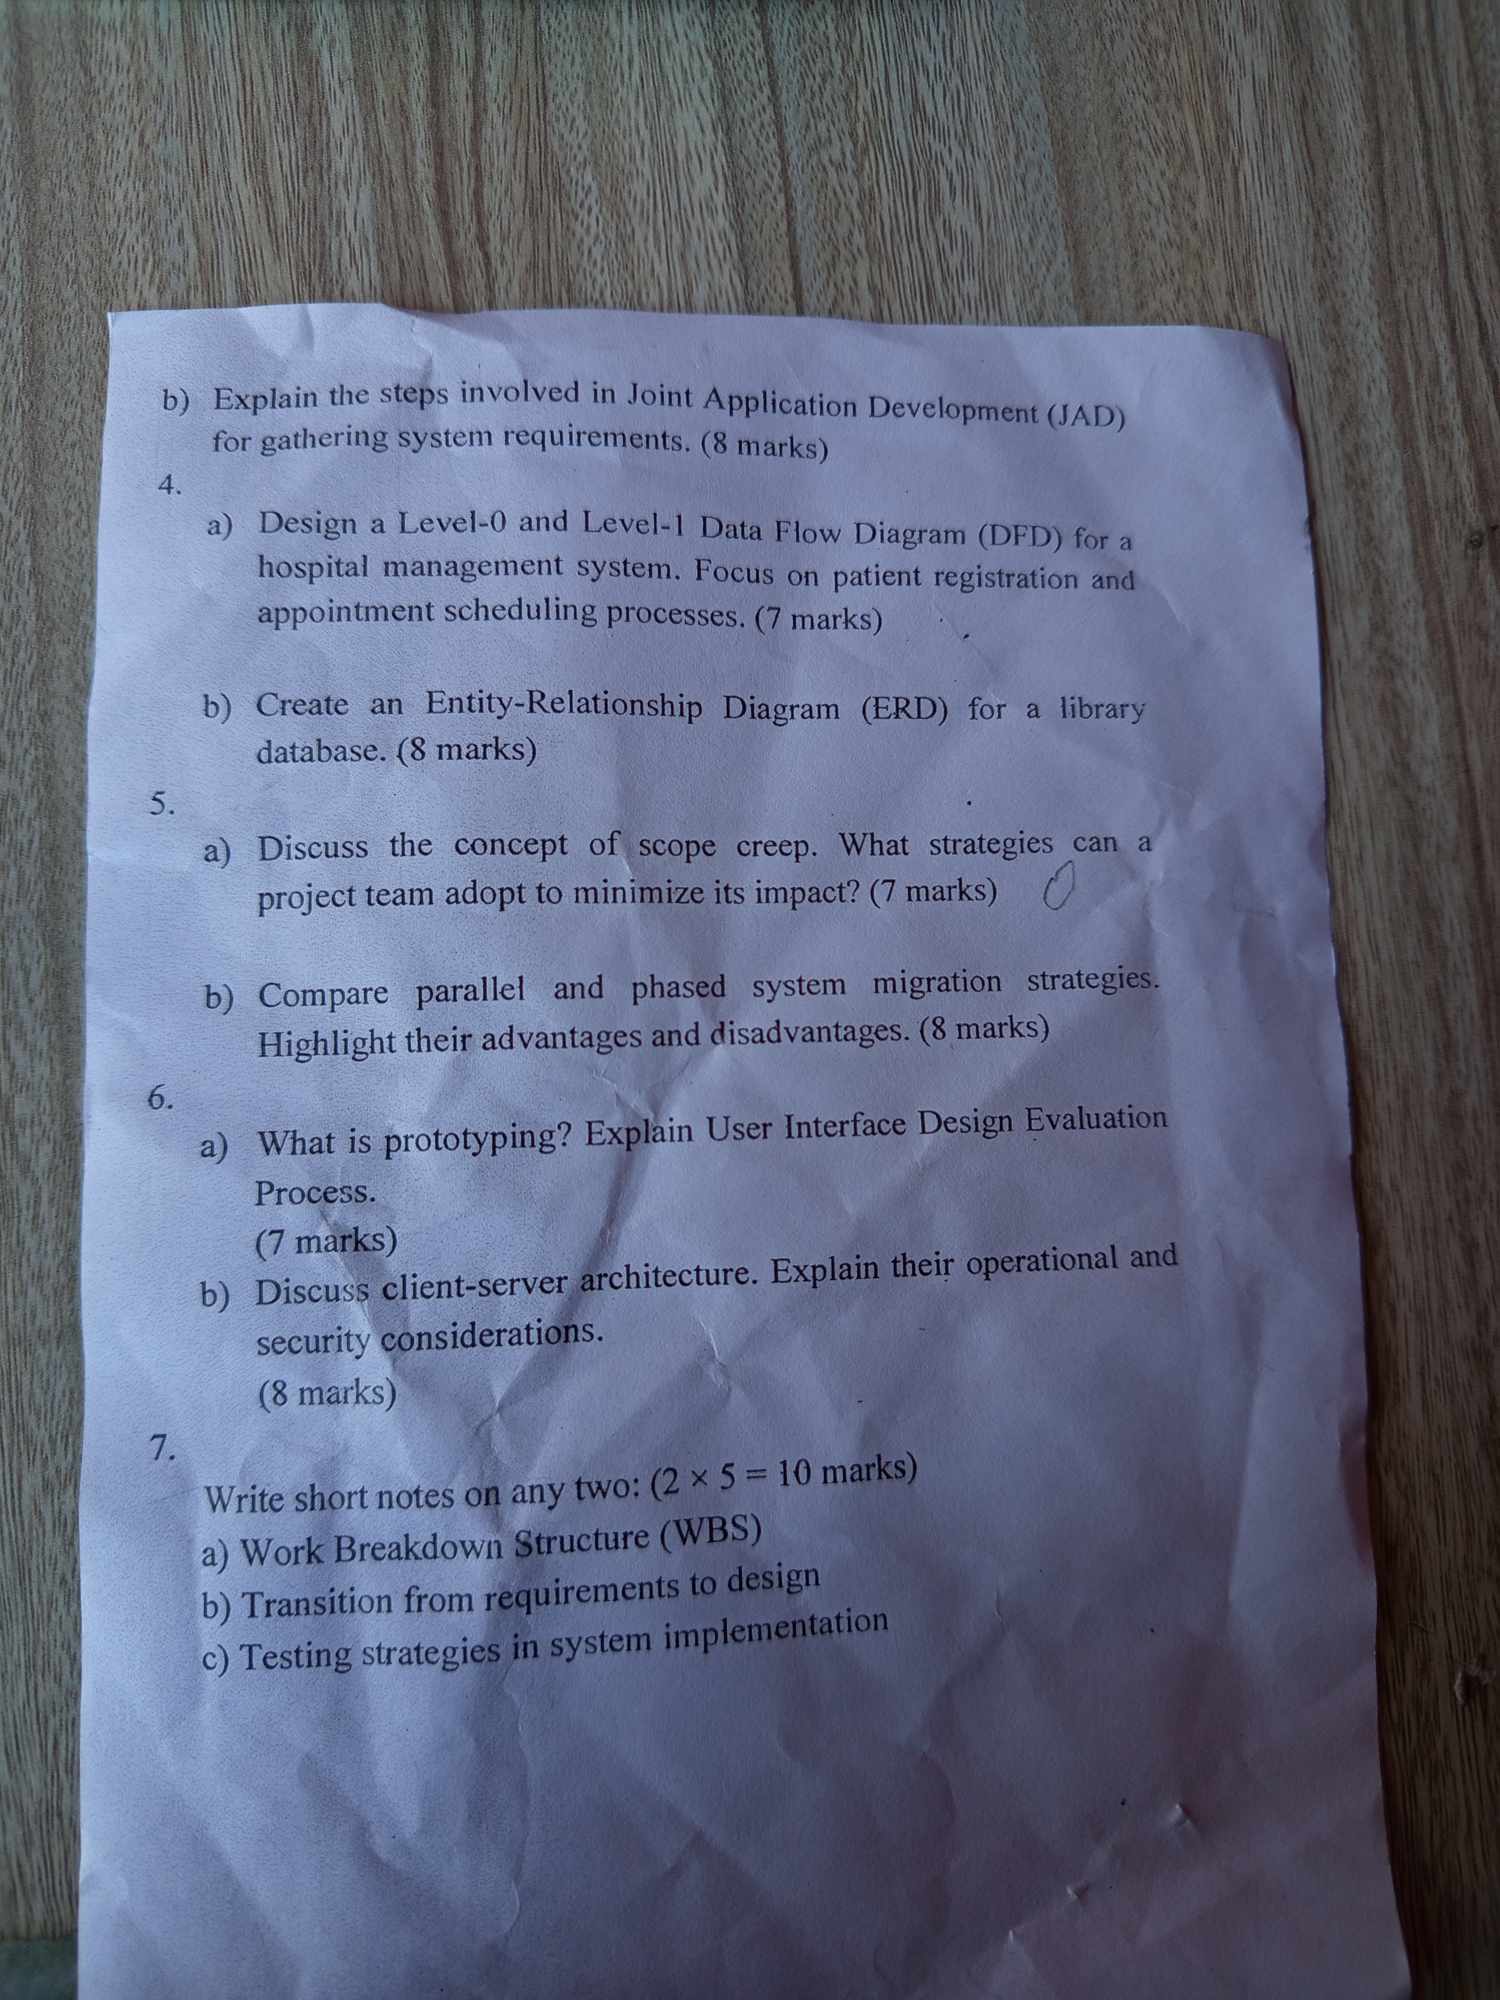 b) Explain the steps involved in Joint Application Development (JAD)
for gathering system requirements. (8 marks)
4.
a) Design a Level-0 and Level-1 Data Flow Diagram (DFD) for a
hospital management system. Focus on patient registration and
appointment scheduling processes. (7 marks)
b) Create an Entity-Relationship Diagram (ERD) for a library
database. (8 marks)
5.
a) Discuss the concept of scope creep. What strategies can a
project team adopt to minimize its impact? (7 marks)
b) Compare parallel and phased system migration strategies.
Highlight their advantages and disadvantages. (8 marks)
6.
a) What is prototyping? Explain User Interface Design Evaluation
Process.
(7 marks)
b) Discuss client-server architecture. Explain their operational and
security considerations.
(8 marks)
7.
Write short notes on any two: (2 × 5 = 10 marks)
a) Work Breakdown Structure (WBS)
b) Transition from requirements to design
c) Testing strategies in system implementation